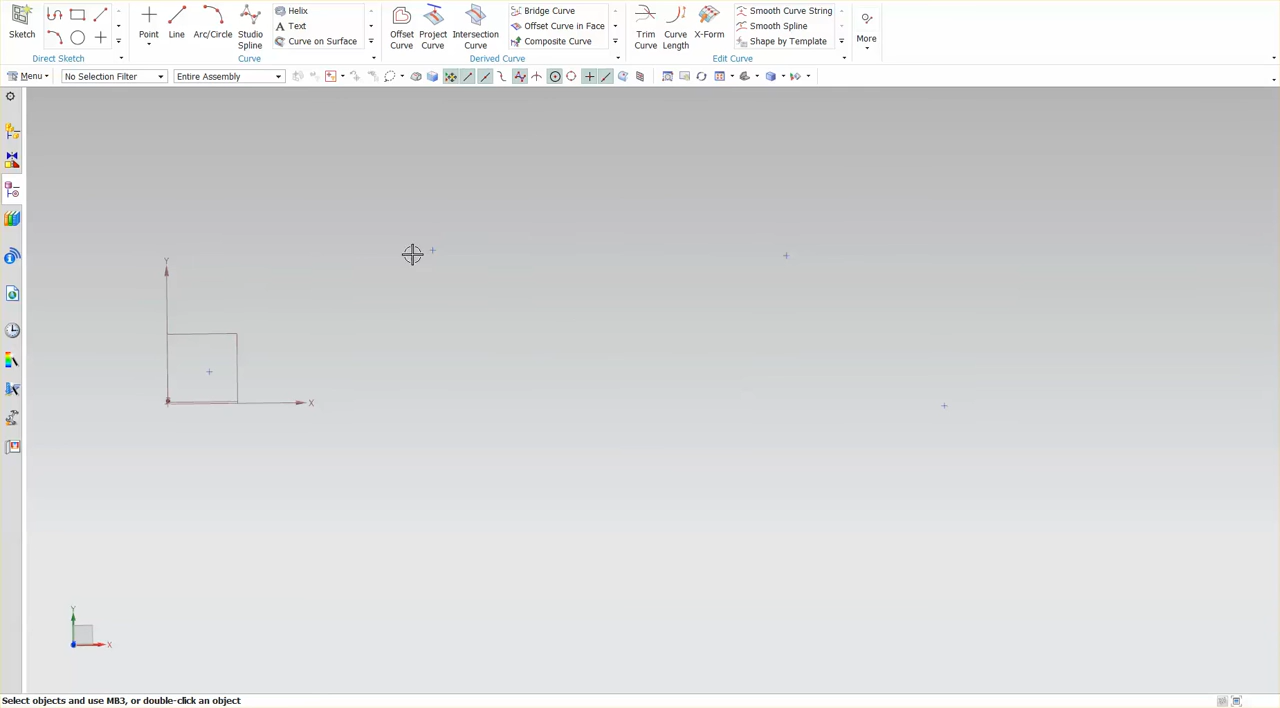 Sketch
Direct Sketch
Point
Line
Arc/Circle
Studio Spline
Helix
Text
Curve on Surface
Curve
Offset Curve
Project Curve
Intersection Curve
Bridge Curve
Offset Curve in Face
Composite Curve
Derived Curve
Trim Curve
Curve Length
X-Form
Smooth Curve String
Smooth Spline
Shape by Template
Edit Curve
More
Menu
No Selection Filter
Entire Assembly
Y
X
Y
X
Select objects and use MB3, or double-click an object